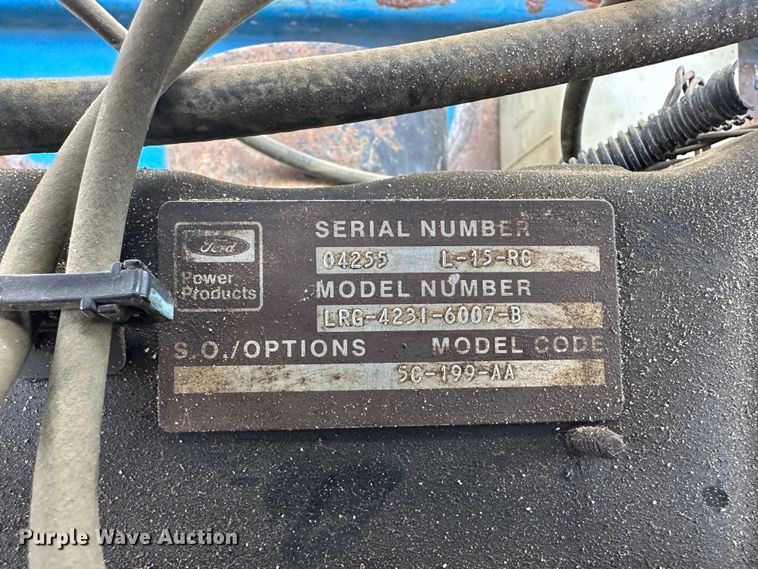 SERIAL NUMBER
04255 L-15-RG
Ford
Power
Products
MODEL NUMBER
LRG-4231-6007-B
S.O./OPTIONS MODEL CODE
5C-199-AA
Purple Wave Auction